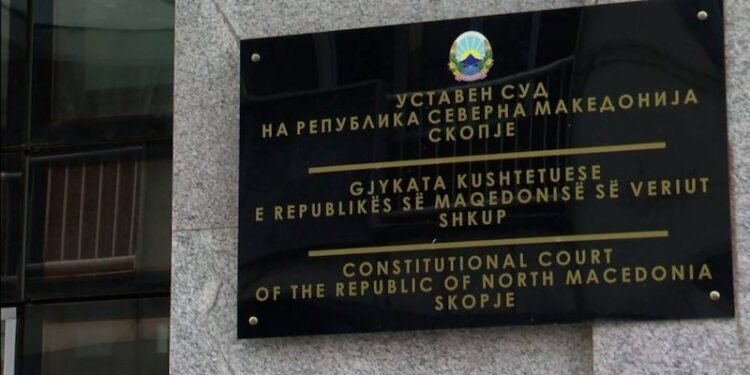 УСТАВЕН СУД
НА РЕПУБЛИКА СЕВЕРНА МАКЕДОНИЈА
СКОПЈЕ
GJYKATA KUSHTETUESE
E REPUBLIKËS SË MAQEDONISË SË VERIUT
SHKUP
CONSTITUTIONAL COURT
OF THE REPUBLIC OF NORTH MACEDONIA
SKOPJE